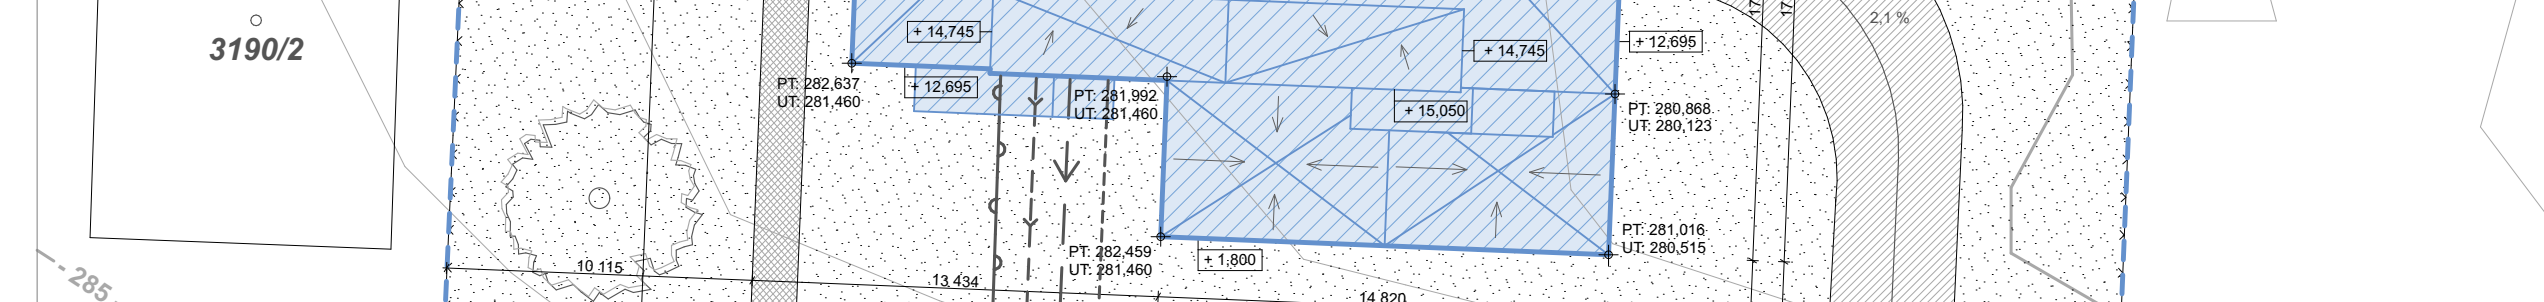 17
17
2,1 %
3190/2
+ 14,745
+ 14,745
+ 12,695
PT: 282,637
UT: 281,460
+ 12,695
PT: 281,992
UT: 281,460
+ 15,050
PT: 280,868
UT: 280,123
PT: 281,016
UT: 280,515
PT: 282,459
UT: 281,460
+ 1,800
10 115
13 434
14 820
- 285